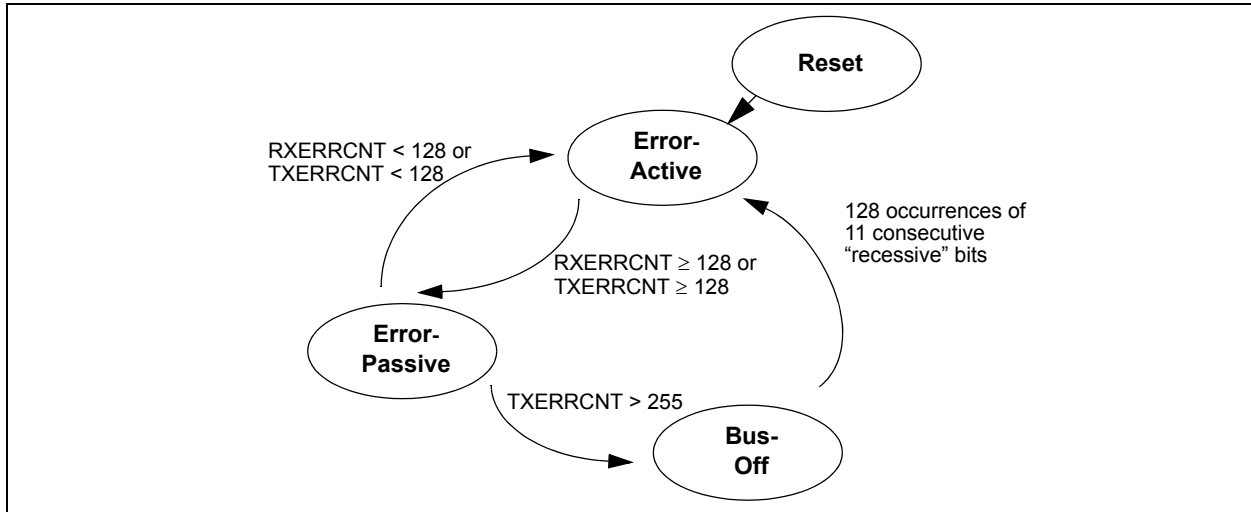 Reset
Error-
Active
RXERRCNT < 128 or
TXERRCNT < 128
128 occurrences of
11 consecutive
“recessive” bits
RXERRCNT ≥ 128 or
TXERRCNT ≥ 128
Error-
Passive
TXERRCNT > 255
Bus-
Off